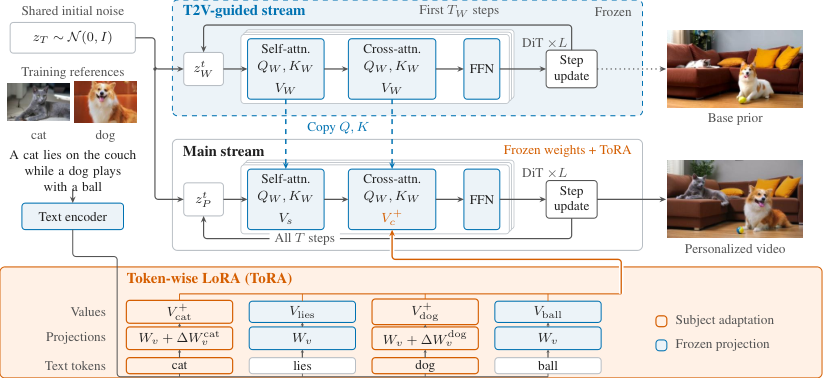 Shared initial noise
z_T ∼ N(0, I)
Training references
cat dog
A cat lies on the couch
while a dog plays
with a ball
Text encoder
T2V-guided stream
First T_W steps
Frozen
z_W^t
Self-attn.
Q_W, K_W
V_W
Cross-attn.
Q_W, K_W
V_W
FFN
DiT ×L
Step
update
Base prior
Copy Q, K
Main stream
Frozen weights + ToRA
z_P^t
Self-attn.
Q_W, K_W
V_s
Cross-attn.
Q_W, K_W
V_c^+
FFN
DiT ×L
Step
update
All T steps
Personalized video
Token-wise LoRA (ToRA)
Values V_cat^+ V_lies V_dog^+ V_ball
Projections W_v + ΔW_v^cat W_v W_v + ΔW_v^dog W_v
Text tokens cat lies dog ball
Subject adaptation
Frozen projection